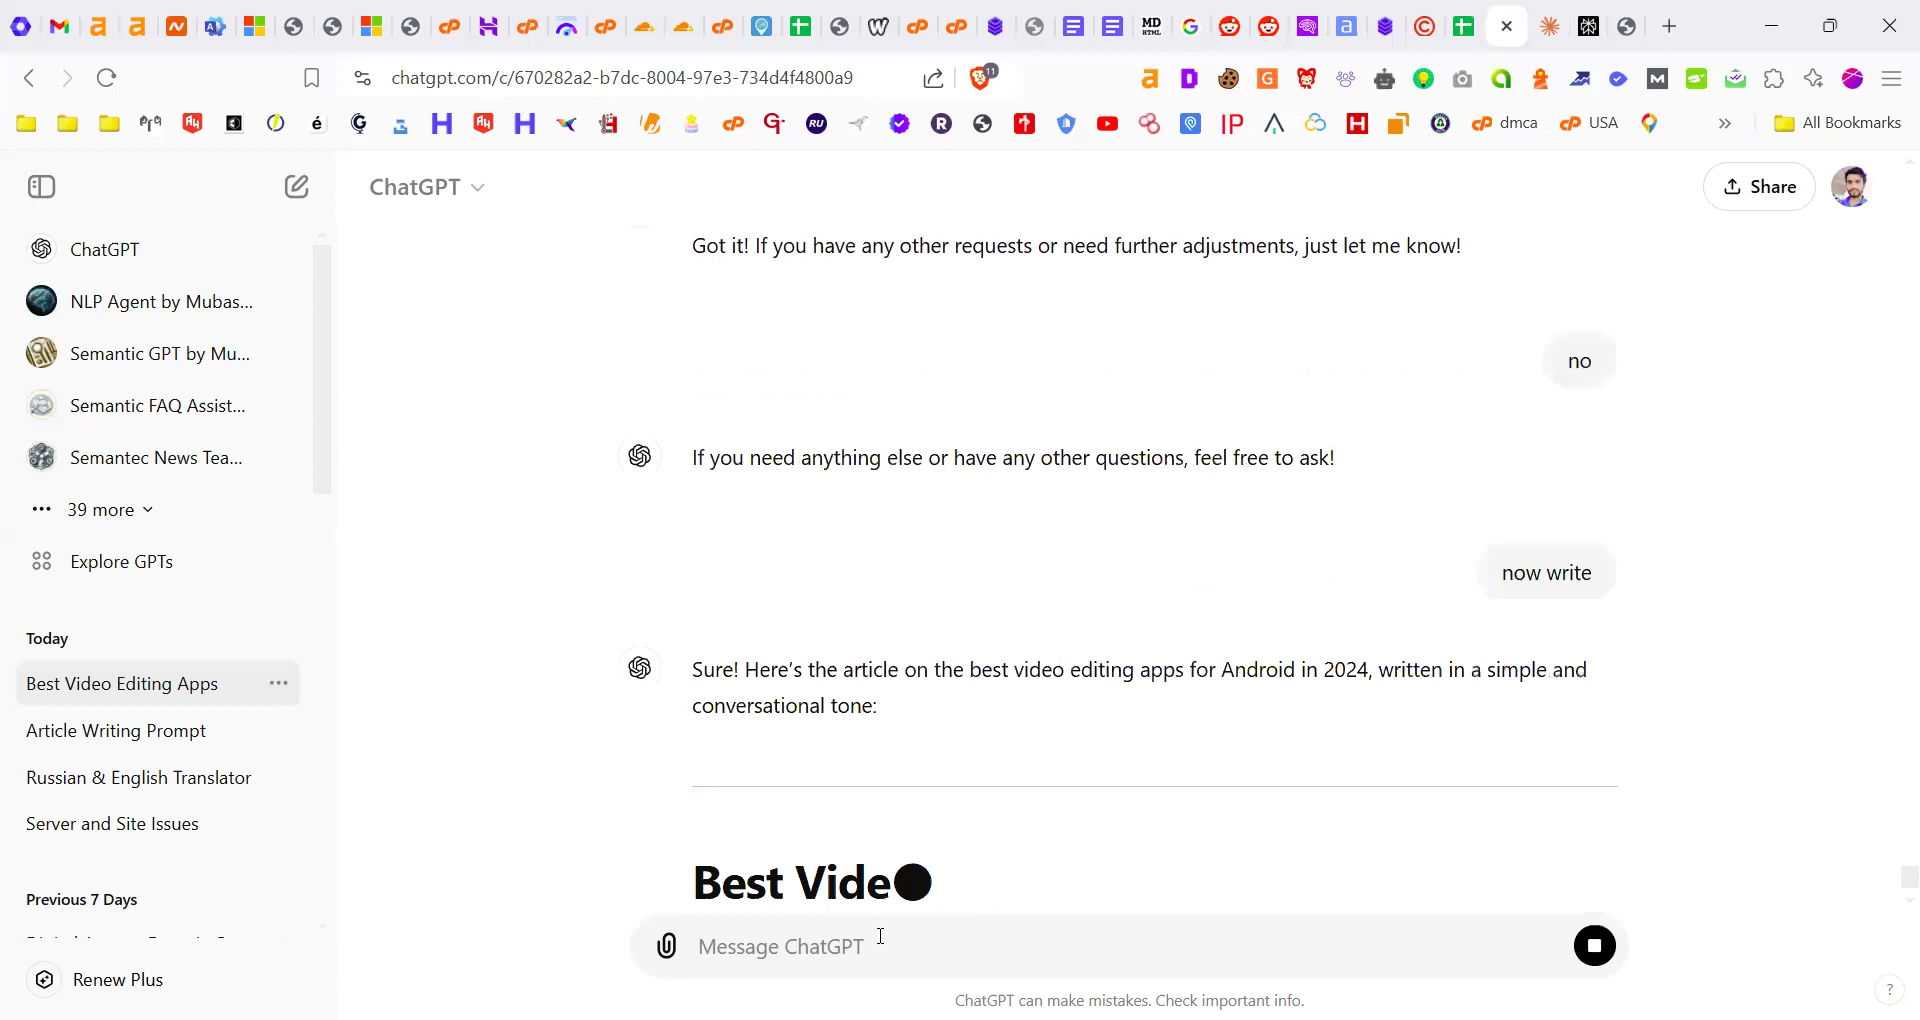 chatgpt.com/c/670282a2-b7dc-8004-97e3-734d4f4800a9
11
dmca
USA
All Bookmarks
ChatGPT
Share
ChatGPT
NLP Agent by Mubas...
Semantic GPT by Mu...
Semantic FAQ Assist...
Semantec News Tea...
39 more
Explore GPTs
Today
Best Video Editing Apps
Article Writing Prompt
Russian & English Translator
Server and Site Issues
Previous 7 Days
Renew Plus
Got it! If you have any other requests or need further adjustments, just let me know!
no
If you need anything else or have any other questions, feel free to ask!
now write
Sure! Here's the article on the best video editing apps for Android in 2024, written in a simple and
conversational tone:
Best Vide
Message ChatGPT
ChatGPT can make mistakes. Check important info.
?